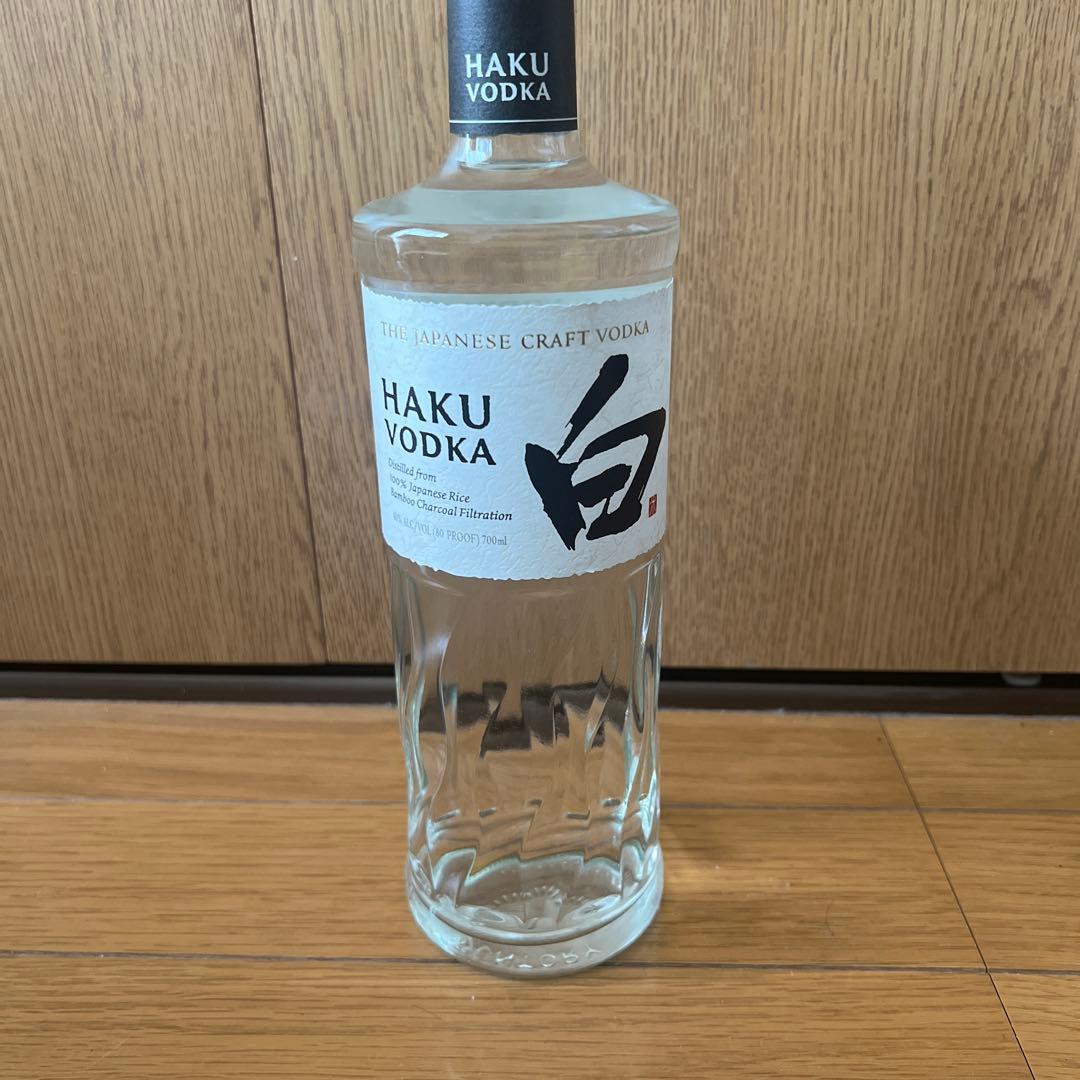 HAKU
VODKA
THE JAPANESE CRAFT VODKA
HAKU
VODKA
白
Distilled from
100% Japanese Rice
Bamboo Charcoal Filtration
40% ALC./VOL.(80 PROOF) 700ml